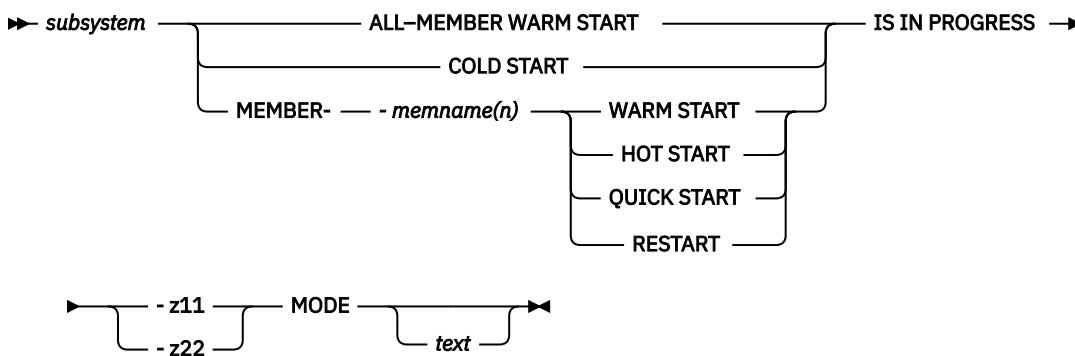 subsystem ALL–MEMBER WARM START IS IN PROGRESS
COLD START
MEMBER- - memname(n) WARM START
HOT START
QUICK START
RESTART
- z11 MODE
- z22 text